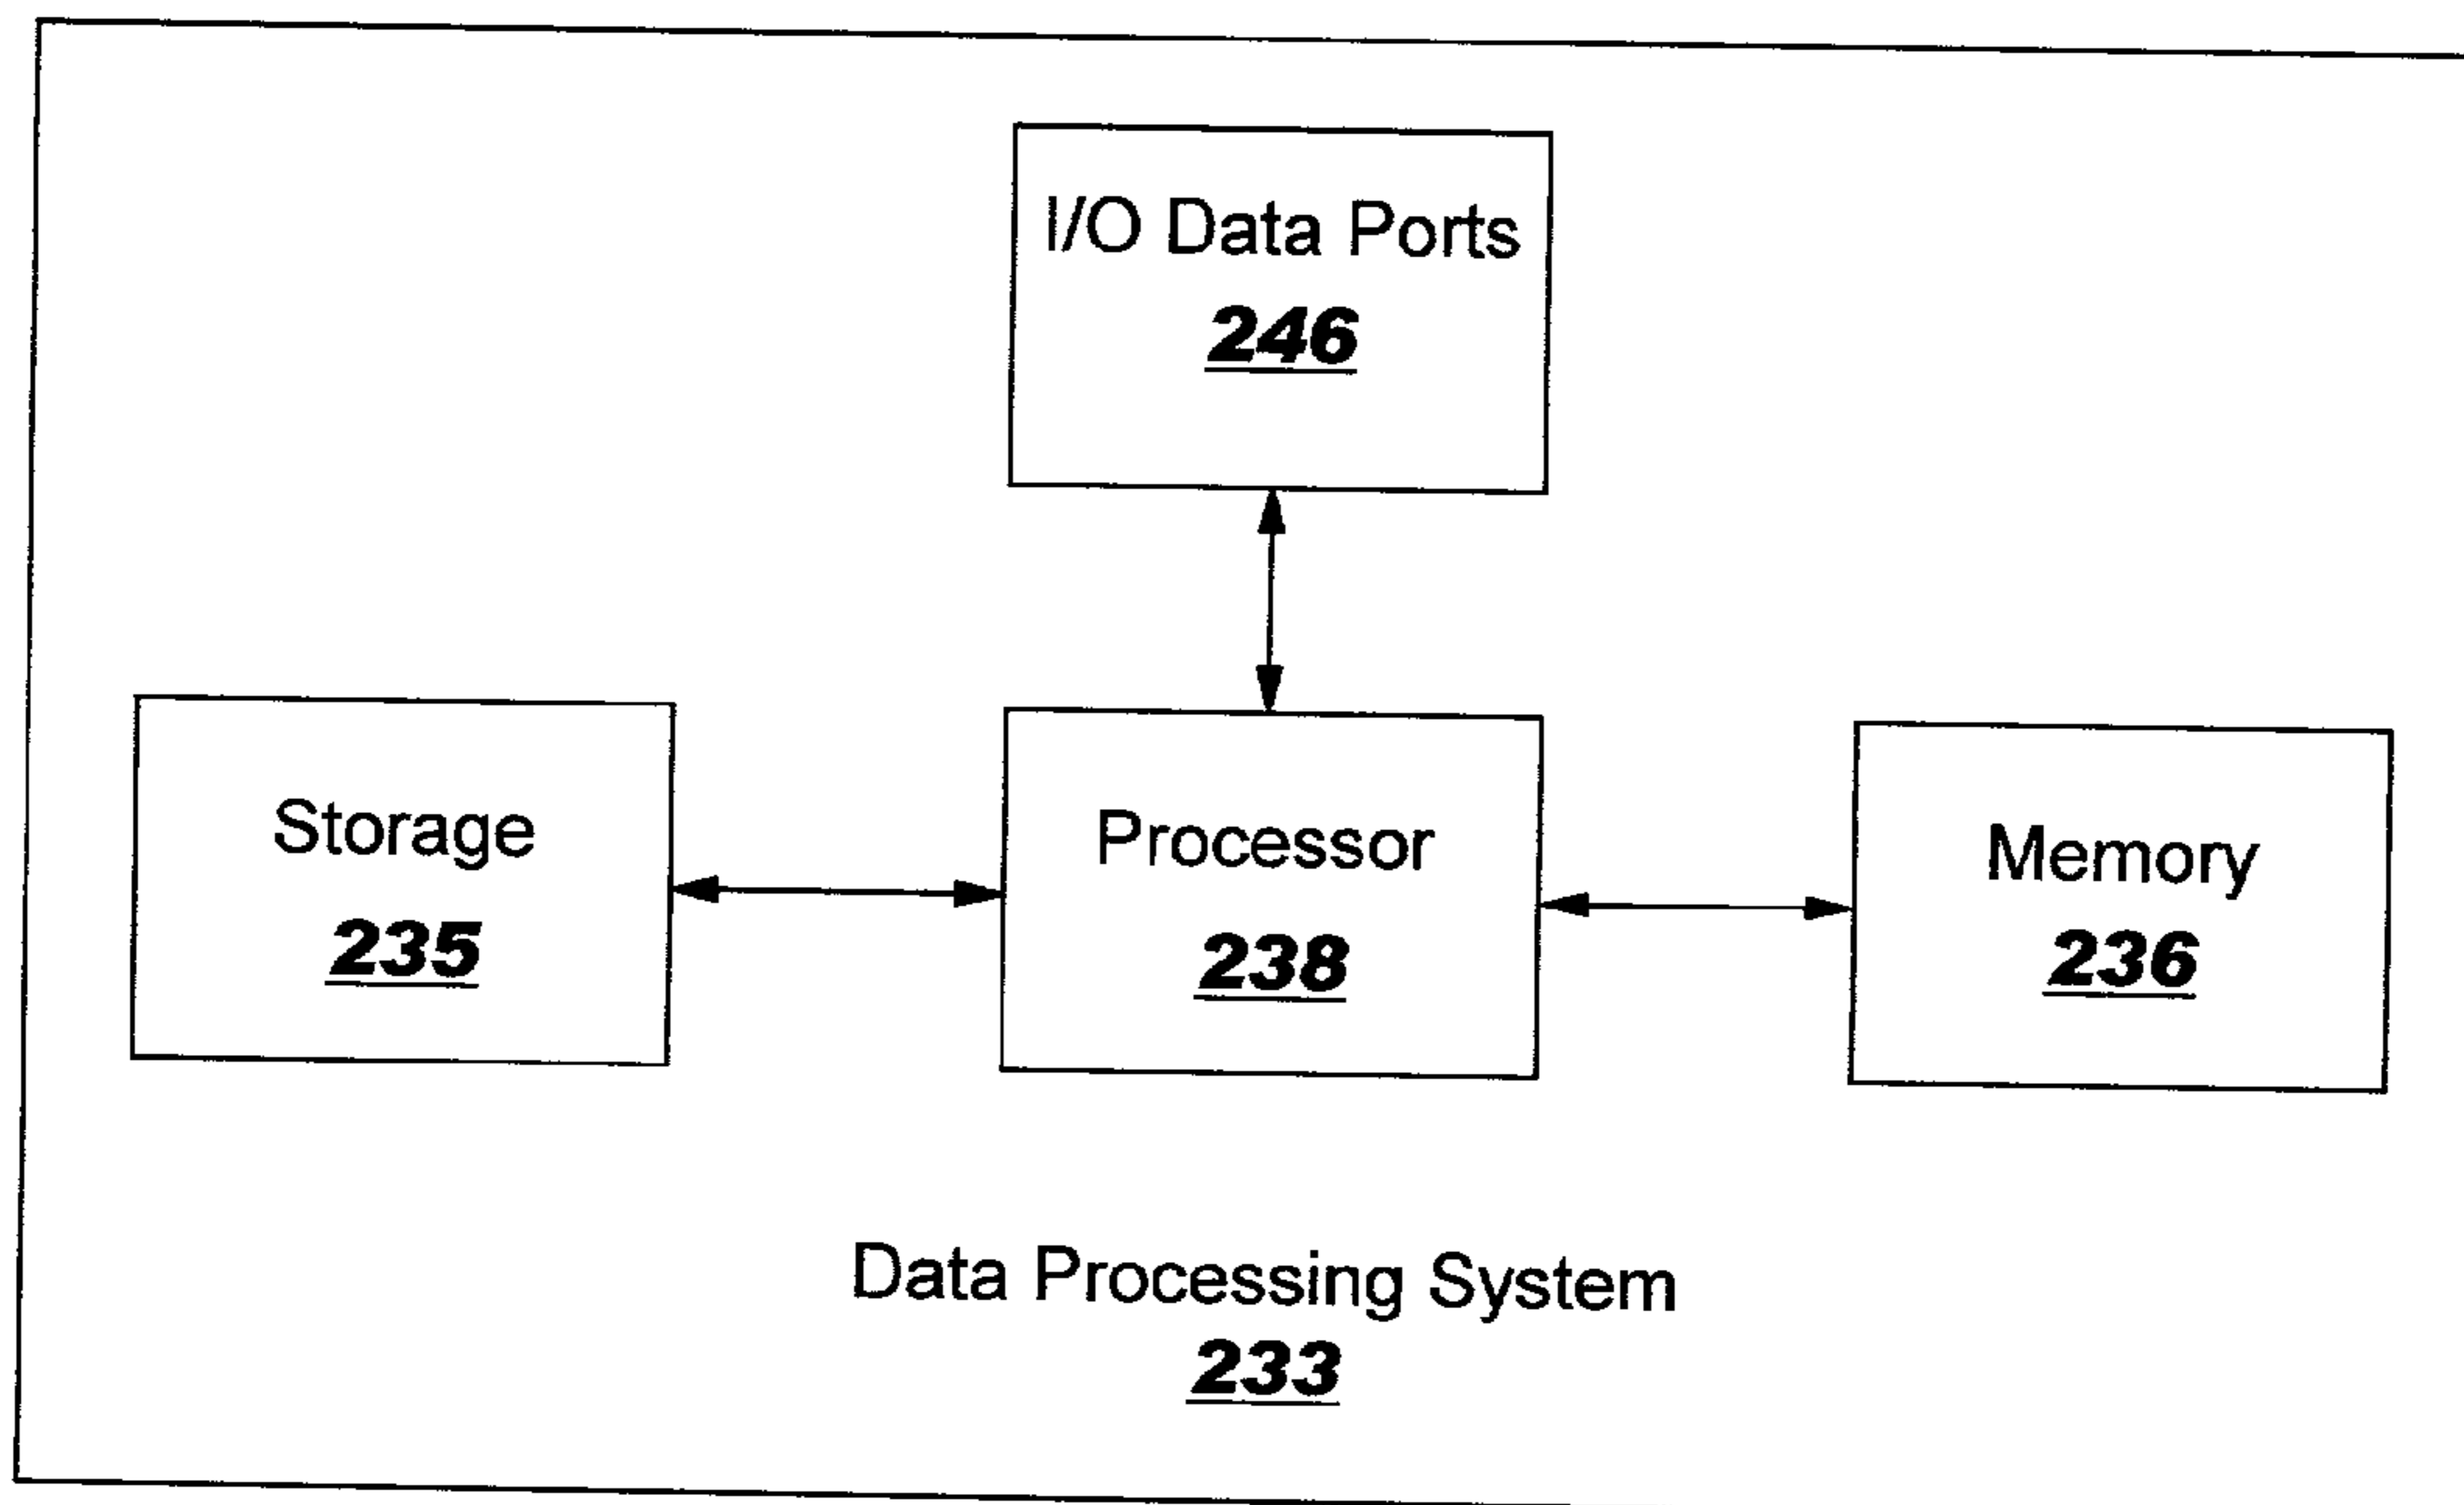 I/O Data Ports
246
Storage
235
Processor
238
Memory
236
Data Processing System
233